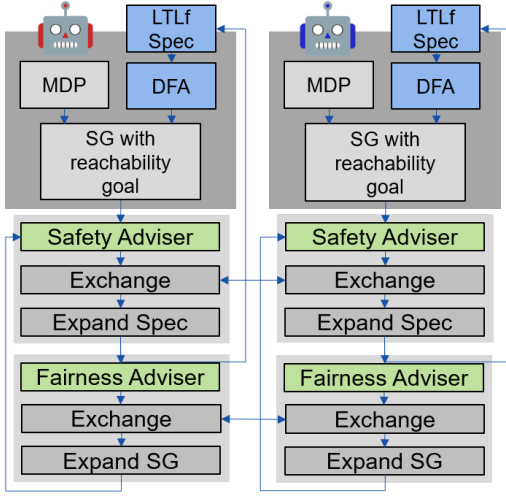 LTLf
Spec
MDP
DFA
SG with
reachability
goal
Safety Adviser
Exchange
Expand Spec
Fairness Adviser
Exchange
Expand SG
LTLf
Spec
MDP
DFA
SG with
reachability
goal
Safety Adviser
Exchange
Expand Spec
Fairness Adviser
Exchange
Expand SG